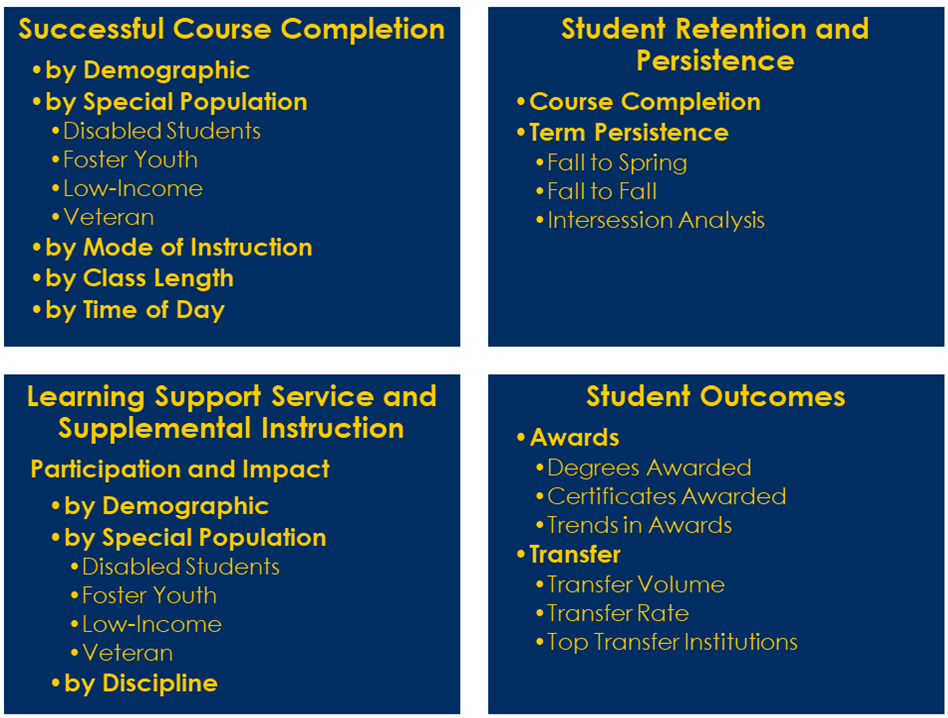 Successful Course Completion
•by Demographic
•by Special Population
•Disabled Students
•Foster Youth
•Low-Income
•Veteran
•by Mode of Instruction
•by Class Length
•by Time of Day
Student Retention and
Persistence
•Course Completion
•Term Persistence
•Fall to Spring
•Fall to Fall
•Intersession Analysis
Learning Support Service and
Supplemental Instruction
Participation and Impact
•by Demographic
•by Special Population
•Disabled Students
•Foster Youth
•Low-Income
•Veteran
•by Discipline
Student Outcomes
•Awards
•Degrees Awarded
•Certificates Awarded
•Trends in Awards
•Transfer
•Transfer Volume
•Transfer Rate
•Top Transfer Institutions